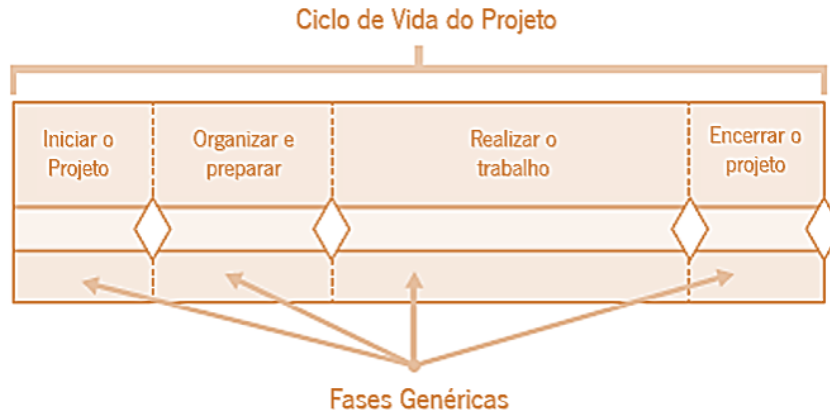 Ciclo de Vida do Projeto
Iniciar o
Projeto
Organizar e
preparar
Realizar o
trabalho
Encerrar o
projeto
Fases Genéricas